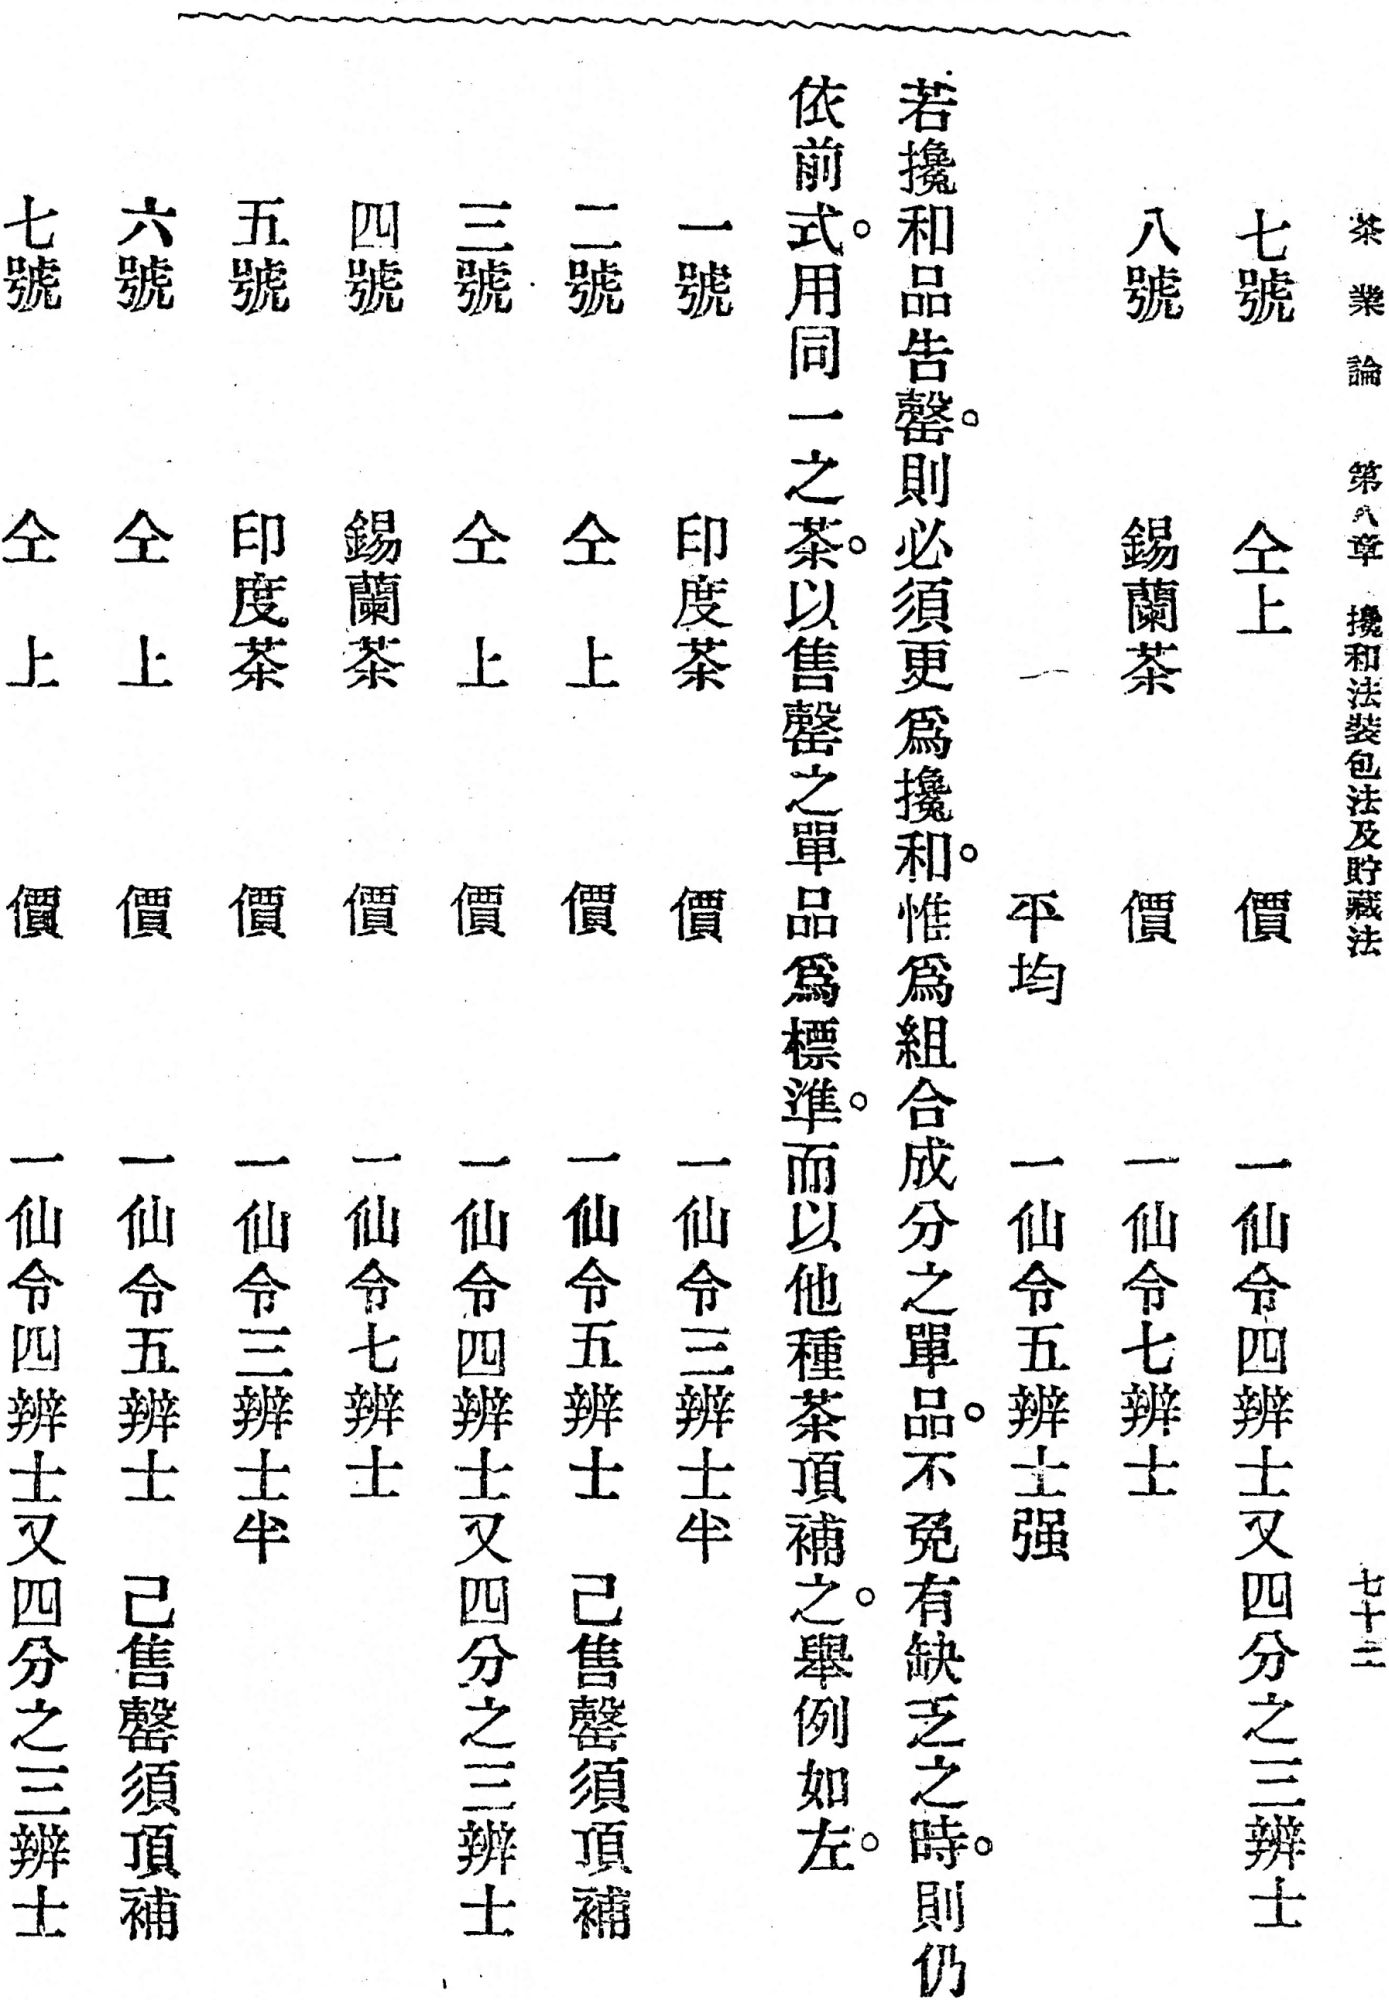 茶業論　第八章　攙和法裝包法及貯藏法　七十二
七號　仝上　價　一仙令四辨士又四分之三辨士
八號　錫蘭茶　價　一仙令七辨士
平均　一仙令五辨士强
若攙和品告罄。則必須更爲攙和。惟爲組合成分之單品。不免有缺乏之時。則仍
依前式。用同一之茶。以售罄之單品爲標準。而以他種茶頂補之。舉例如左。
一號　印度茶　價　一仙令三辨士半
二號　仝上　價　一仙令五辨士　已售罄須頂補
三號　仝上　價　一仙令四辨士又四分之三辨士
四號　錫蘭茶　價　一仙令七辨士
五號　印度茶　價　一仙令三辨士半
六號　仝上　價　一仙令五辨士　已售罄須頂補
七號　仝上　價　一仙令四辨士又四分之三辨士